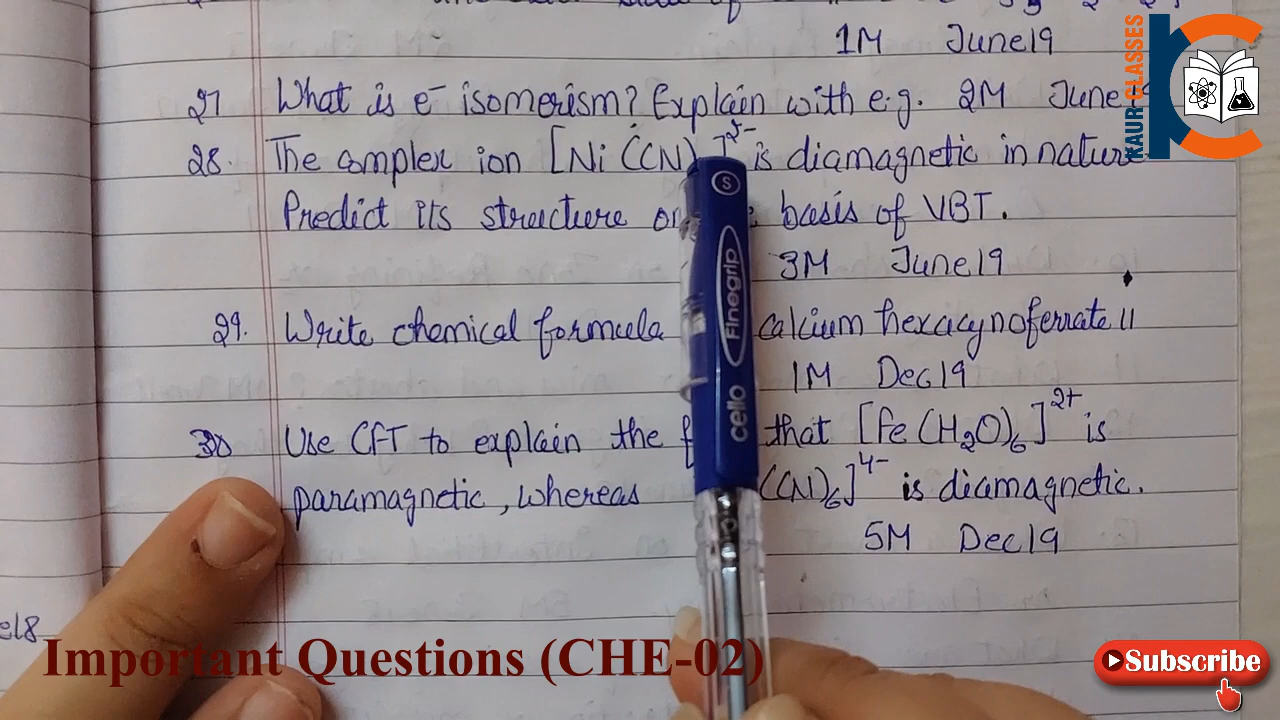 1M June19
27 What is e⁻ isomerism? Explain with e.g. 2M June
28. The complex ion [Ni (CN) ]²⁻ is diamagnetic in nature
Predict its structure on basis of VBT.
3M June19
29. Write chemical formula calcium hexacynoferrate II
1M Dec19
30 Use CFT to explain the that [Fe(H₂O)₆]²⁺ is
paramagnetic, whereas (CN)₆]⁴⁻ is diamagnetic.
5M Dec19
KAUR CLASSES
S
Finegrip
cello
Important Questions (CHE-02)
Subscribe